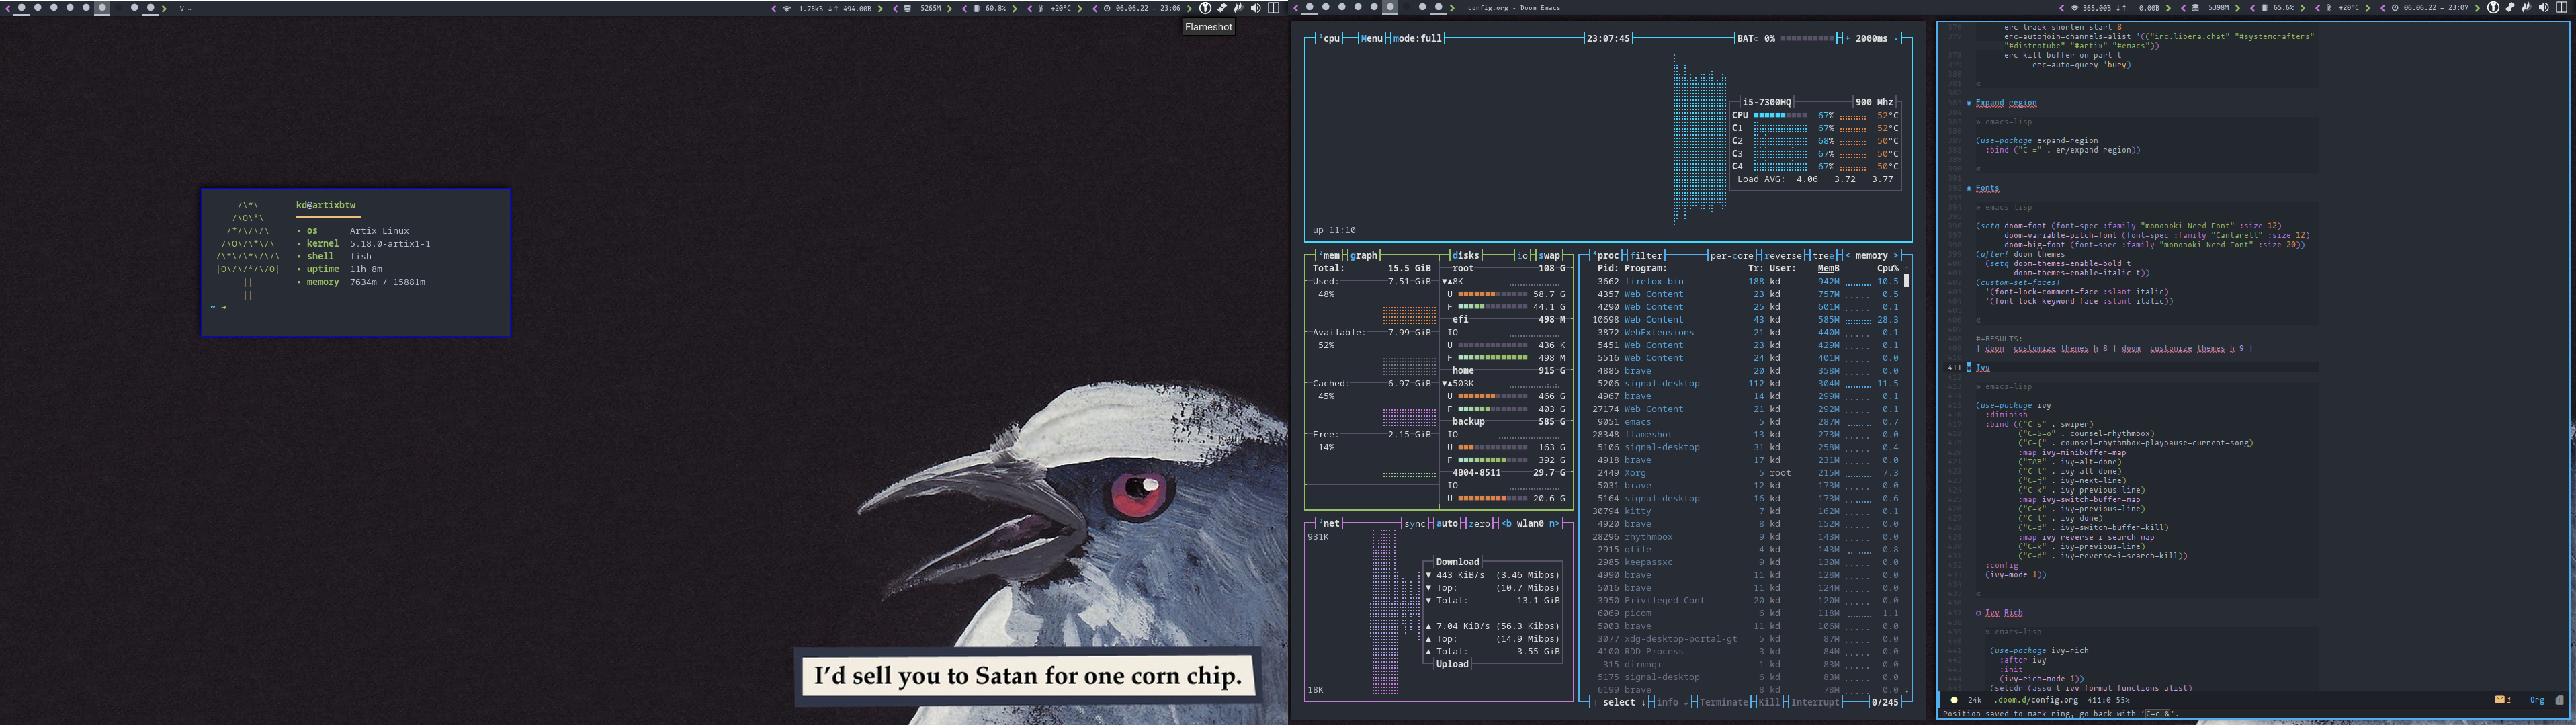 V ~
1.75kB ↓↑ 494.00B
5265M
60.8%
+20°C
06.06.22 – 23:06
Flameshot
kd@artixbtw
• os Artix Linux
• kernel 5.18.0-artix1-1
• shell fish
• uptime 11h 8m
• memory 7634m / 15881m
~ →
I'd sell you to Satan for one corn chip.
config.org - Doom Emacs
365.00B ↓↑ 0.00B
5398M
65.6%
+20°C
06.06.22 – 23:07
¹cpu Menu mode:full 23:07:45 BAT○ 0% + 2000ms -
i5-7300HQ 900 Mhz
CPU 67% 52°C
C1 67% 52°C
C2 68% 50°C
C3 67% 50°C
C4 67% 50°C
Load AVG: 4.06 3.72 3.77
up 11:10
²mem graph
Total: 15.5 GiB
Used: 7.51 GiB
48%
Available: 7.99 GiB
52%
Cached: 6.97 GiB
45%
Free: 2.15 GiB
14%
disks io swap
root 108 G
▼▲8K
U 58.7 G
F 44.1 G
efi 498 M
IO
U 436 K
F 498 M
home 915 G
▼▲503K
U 466 G
F 403 G
backup 585 G
IO
U 163 G
F 392 G
4B04-8511 29.7 G
IO
U 20.6 G
³net sync auto zero <b wlan0 n>
931K
Download
▼ 443 KiB/s (3.46 Mibps)
▼ Top: (10.7 Mibps)
▼ Total: 13.1 GiB
▲ 7.04 KiB/s (56.3 Kibps)
▲ Top: (14.9 Mibps)
▲ Total: 3.55 GiB
Upload
18K
⁴proc filter per-core reverse tree < memory >
Pid: Program: Tr: User: MemB Cpu% ↑
3662 firefox-bin 188 kd 942M 10.5
4357 Web Content 23 kd 757M 0.5
4290 Web Content 25 kd 601M 0.1
10698 Web Content 43 kd 585M 28.3
3872 WebExtensions 21 kd 440M 0.1
5451 Web Content 23 kd 429M 0.1
5516 Web Content 24 kd 401M 0.0
4885 brave 20 kd 358M 0.0
5206 signal-desktop 112 kd 304M 11.5
4967 brave 14 kd 299M 0.1
27174 Web Content 21 kd 292M 0.1
9051 emacs 5 kd 287M 0.7
28348 flameshot 13 kd 273M 0.0
5106 signal-desktop 31 kd 258M 0.4
4918 brave 17 kd 231M 0.0
2449 Xorg 5 root 215M 7.3
5031 brave 12 kd 173M 0.0
5164 signal-desktop 16 kd 173M 0.6
30794 kitty 7 kd 162M 0.1
4920 brave 8 kd 152M 0.0
28296 rhythmbox 9 kd 143M 0.0
2915 qtile 4 kd 143M 0.8
2985 keepassxc 9 kd 130M 0.0
4990 brave 11 kd 128M 0.0
5016 brave 11 kd 124M 0.0
3950 Privileged Cont 20 kd 120M 0.0
6069 picom 6 kd 118M 1.1
5003 brave 11 kd 106M 0.0
3077 xdg-desktop-portal-gt 5 kd 87M 0.0
4100 RDD Process 3 kd 84M 0.0
315 dirmngr 1 kd 83M 0.0
5175 signal-desktop 6 kd 83M 0.0
6199 brave 8 kd 78M 0.0 ↓
↑ select ↓ info ↲ Terminate Kill Interrupt 0/245
erc-track-shorten-start 8
erc-autojoin-channels-alist '(("irc.libera.chat" "#systemcrafters"
"#distrotube" "#artix" "#emacs"))
erc-kill-buffer-on-part t
erc-auto-query 'bury)
«
◉ Expand region
» emacs-lisp
(use-package expand-region
:bind ("C-=" . er/expand-region))
«
◉ Fonts
» emacs-lisp
(setq doom-font (font-spec :family "mononoki Nerd Font" :size 12)
doom-variable-pitch-font (font-spec :family "Cantarell" :size 12)
doom-big-font (font-spec :family "mononoki Nerd Font" :size 20))
(after! doom-themes
(setq doom-themes-enable-bold t
doom-themes-enable-italic t))
(custom-set-faces!
'(font-lock-comment-face :slant italic)
'(font-lock-keyword-face :slant italic))
«
#+RESULTS:
| doom--customize-themes-h-8 | doom--customize-themes-h-9 |
411 Ivy
» emacs-lisp
(use-package ivy
:diminish
:bind (("C-s" . swiper)
("C-S-o" . counsel-rhythmbox)
("C-{" . counsel-rhythmbox-playpause-current-song)
:map ivy-minibuffer-map
("TAB" . ivy-alt-done)
("C-l" . ivy-alt-done)
("C-j" . ivy-next-line)
("C-k" . ivy-previous-line)
:map ivy-switch-buffer-map
("C-k" . ivy-previous-line)
("C-l" . ivy-done)
("C-d" . ivy-switch-buffer-kill)
:map ivy-reverse-i-search-map
("C-k" . ivy-previous-line)
("C-d" . ivy-reverse-i-search-kill))
:config
(ivy-mode 1))
«
○ Ivy Rich
» emacs-lisp
(use-package ivy-rich
:after ivy
:init
(ivy-rich-mode 1))
(setcdr (assq t ivy-format-functions-alist)
24k .doom.d/config.org 411:0 55% Org
Position saved to mark ring, go back with 'C-c &'.